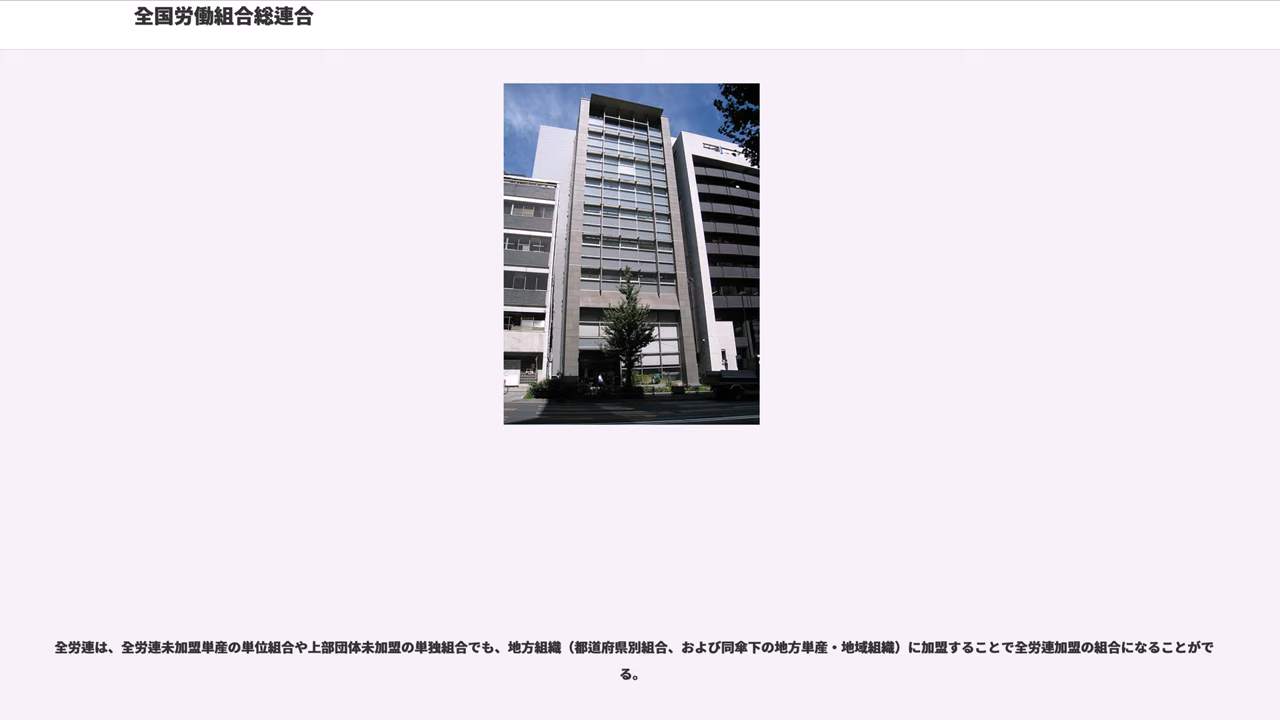 全国労働組合総連合
全労連は、全労連未加盟単産の単位組合や上部団体未加盟の単独組合でも、地方組織（都道府県別組合、および同傘下の地方単産・地域組織）に加盟することで全労連加盟の組合になることがで
る。